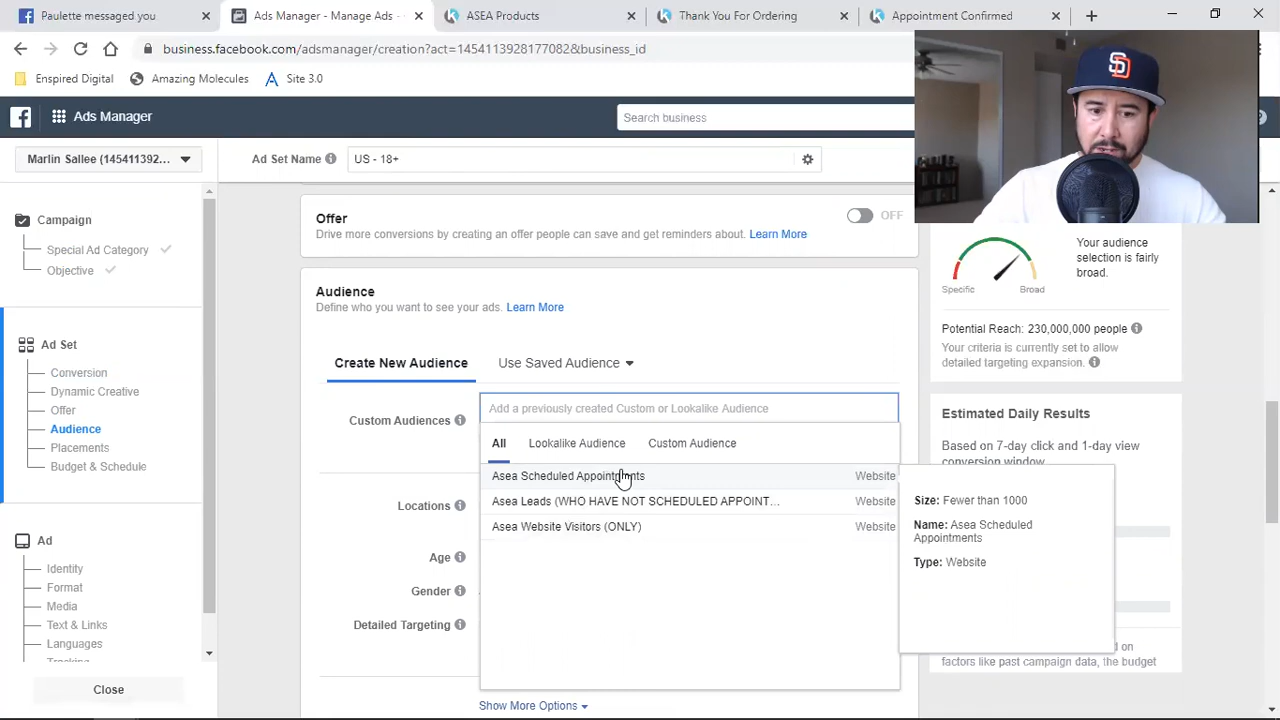 Paulette messaged you
Ads Manager - Manage Ads -
ASEA Products
Thank You For Ordering
Appointment Confirmed
business.facebook.com/adsmanager/creation?act=1454113928177082&business_id
Enspired Digital
Amazing Molecules
Site 3.0
Ads Manager
Search business
Marlin Sallee (145411392...
Ad Set Name
US - 18+
Campaign
Special Ad Category
Objective
Ad Set
Conversion
Dynamic Creative
Offer
Audience
Placements
Budget & Schedule
Ad
Identity
Format
Media
Text & Links
Languages
Tracking
Close
Offer
OFF
Drive more conversions by creating an offer people can save and get reminders about. Learn More
Audience
Define who you want to see your ads. Learn More
Create New Audience
Use Saved Audience
Custom Audiences
Add a previously created Custom or Lookalike Audience
All
Lookalike Audience
Custom Audience
Asea Scheduled Appointments
Website
Asea Leads (WHO HAVE NOT SCHEDULED APPOINT...
Website
Asea Website Visitors (ONLY)
Website
Locations
Age
Gender
Detailed Targeting
Show More Options
SD
Your audience
selection is fairly
broad.
Specific
Broad
Potential Reach: 230,000,000 people
Your criteria is currently set to allow
detailed targeting expansion.
Estimated Daily Results
Based on 7-day click and 1-day view
conversion window
Size: Fewer than 1000
Name: Asea Scheduled
Appointments
Type: Website
on
factors like past campaign data, the budget